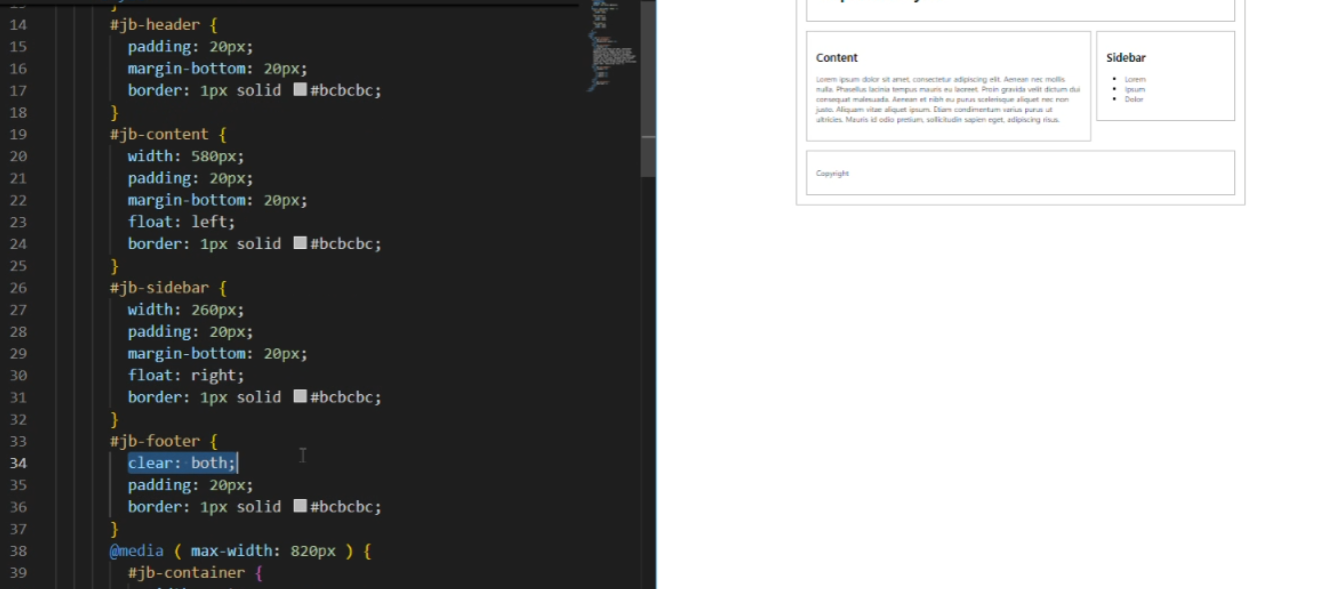 14 #jb-header {
15 padding: 20px;
16 margin-bottom: 20px;
17 border: 1px solid #bcbcbc;
18 }
19 #jb-content {
20 width: 580px;
21 padding: 20px;
22 margin-bottom: 20px;
23 float: left;
24 border: 1px solid #bcbcbc;
25 }
26 #jb-sidebar {
27 width: 260px;
28 padding: 20px;
29 margin-bottom: 20px;
30 float: right;
31 border: 1px solid #bcbcbc;
32 }
33 #jb-footer {
34 clear: both;
35 padding: 20px;
36 border: 1px solid #bcbcbc;
37 }
38 @media ( max-width: 820px ) {
39 #jb-container {
Content
Lorem ipsum dolor sit amet, consectetur adipiscing elit. Aenean nec mollis
nulla. Phasellus lacinia tempus mauris eu laoreet. Proin gravida velit dictum dui
consequat malesuada. Aenean et nibh eu purus scelerisque aliquet nec non
justo. Aliquam vitae aliquet ipsum. Etiam condimentum varius purus ut
ultricies. Mauris id odio pretium, sollicitudin sapien eget, adipiscing risus.
Sidebar
Lorem
Ipsum
Dolor
Copyright